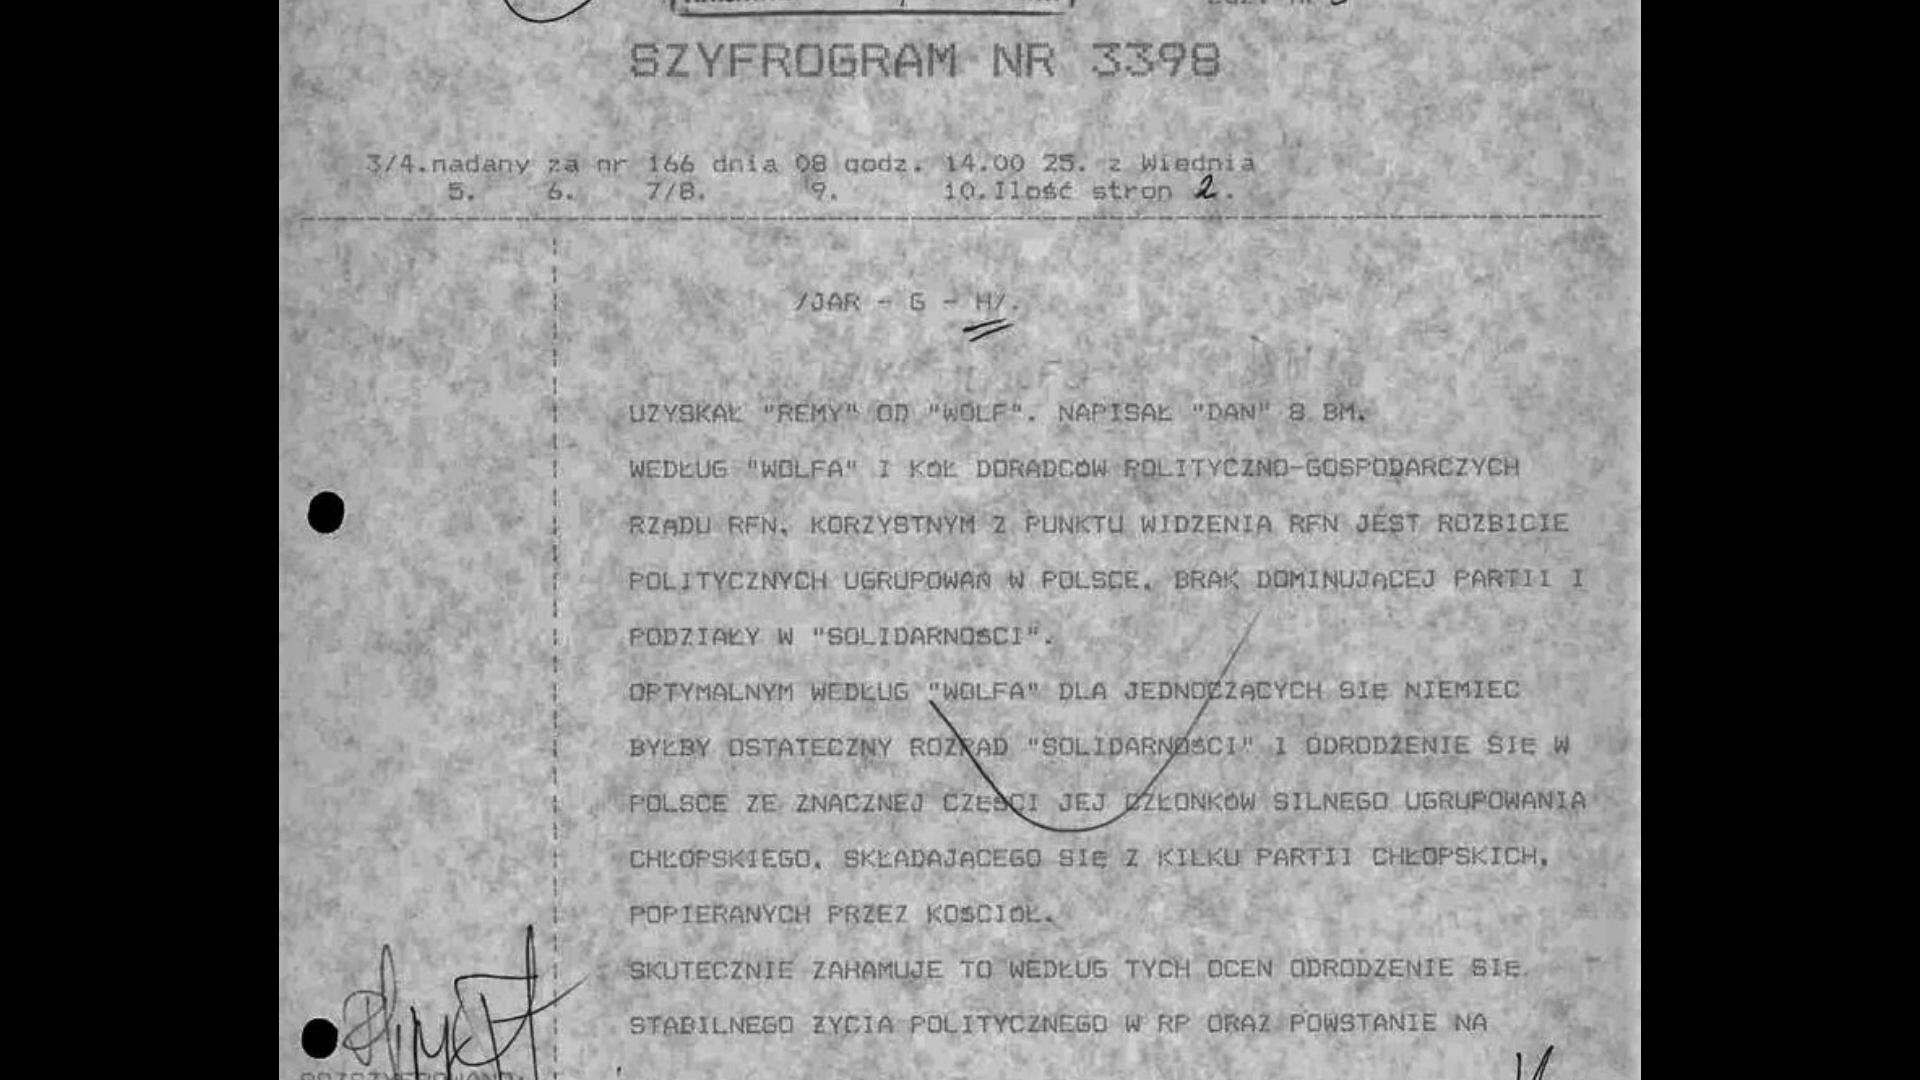 SZYFROGRAM NR 3398
3/4.nadany za nr 166 dnia 08 godz. 14.00 25. z Wiednia
5. 6. 7/8. 9. 10.Ilość stron 2.
/JAR - G - H/.
UZYSKAŁ "REMY" OD "WOLF". NAPISAŁ "DAN" 8 BM.
WEDŁUG "WOLFA" I KÓŁ DORADCÓW POLITYCZNO-GOSPODARCZYCH
RZĄDU RFN, KORZYSTNYM Z PUNKTU WIDZENIA RFN JEST ROZBICIE
POLITYCZNYCH UGRUPOWAŃ W POLSCE, BRAK DOMINUJĄCEJ PARTII I
PODZIAŁY W "SOLIDARNOŚCI".
OPTYMALNYM WEDŁUG "WOLFA" DLA JEDNOCZĄCYCH SIĘ NIEMIEC
BYŁBY OSTATECZNY ROZPAD "SOLIDARNOŚCI" I ODRODZENIE SIĘ W
POLSCE ZE ZNACZNEJ CZĘŚCI JEJ CZŁONKÓW SILNEGO UGRUPOWANIA
CHŁOPSKIEGO, SKŁADAJĄCEGO SIĘ Z KILKU PARTII CHŁOPSKICH,
POPIERANYCH PRZEZ KOŚCIÓŁ.
SKUTECZNIE ZAHAMUJE TO WEDŁUG TYCH OCEN ODRODZENIE SIĘ
STABILNEGO ŻYCIA POLITYCZNEGO W RP ORAZ POWSTANIE NA